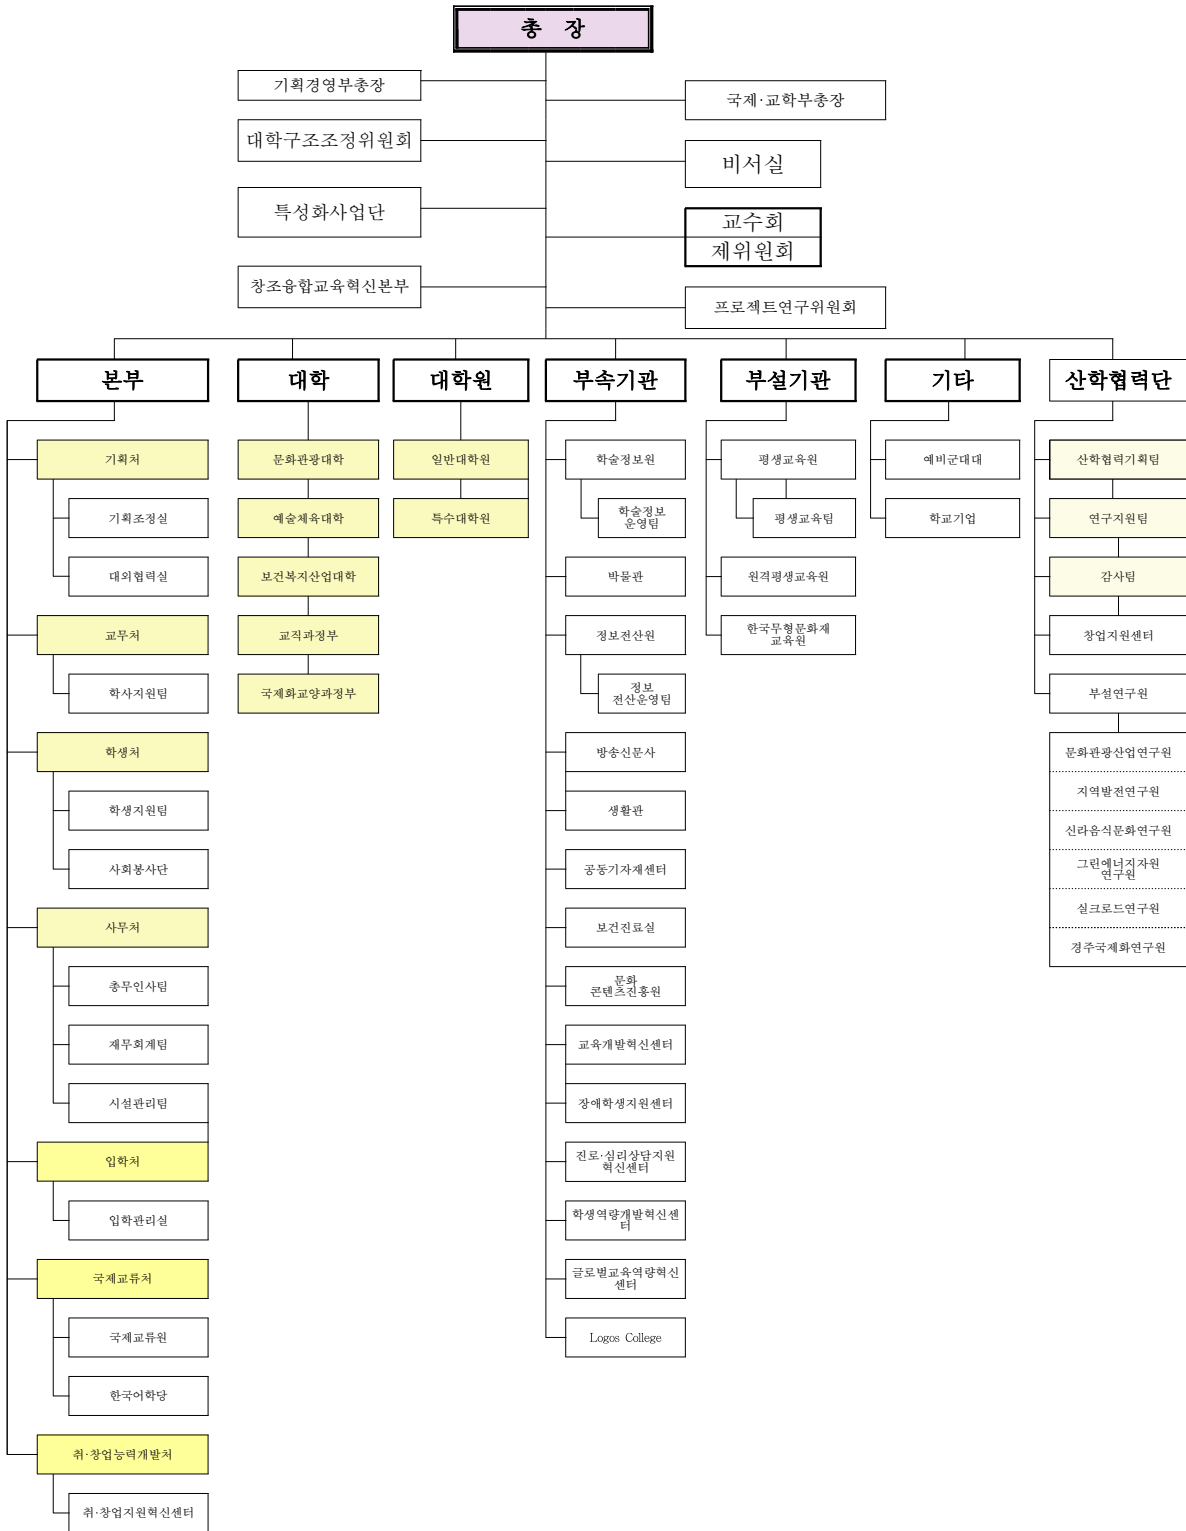 총 장
기획경영부총장
국제·교학부총장
대학구조조정위원회
비서실
특성화사업단
교수회
제위원회
창조융합교육혁신본부
프로젝트연구위원회
본부
대학
대학원
부속기관
부설기관
기타
산학협력단
기획처
기획조정실
대외협력실
교무처
학사지원팀
학생처
학생지원팀
사회봉사단
사무처
총무인사팀
재무회계팀
시설관리팀
입학처
입학관리실
국제교류처
국제교류원
한국어학당
취·창업능력개발처
취·창업지원혁신센터
문화관광대학
예술체육대학
보건복지산업대학
교직과정부
국제화교양과정부
일반대학원
특수대학원
학술정보원
학술정보
운영팀
박물관
정보전산원
정보
전산운영팀
방송신문사
생활관
공동기자재센터
보건진료실
문화
콘텐츠진흥원
교육개발혁신센터
장애학생지원센터
진로·심리상담지원
혁신센터
학생역량개발혁신센
터
글로벌교육역량혁신
센터
Logos College
평생교육원
평생교육팀
원격평생교육원
한국무형문화재
교육원
예비군대대
학교기업
산학협력기획팀
연구지원팀
감사팀
창업지원센터
부설연구원
문화관광산업연구원
지역발전연구원
신라음식문화연구원
그린에너지자원
연구원
실크로드연구원
경주국제화연구원